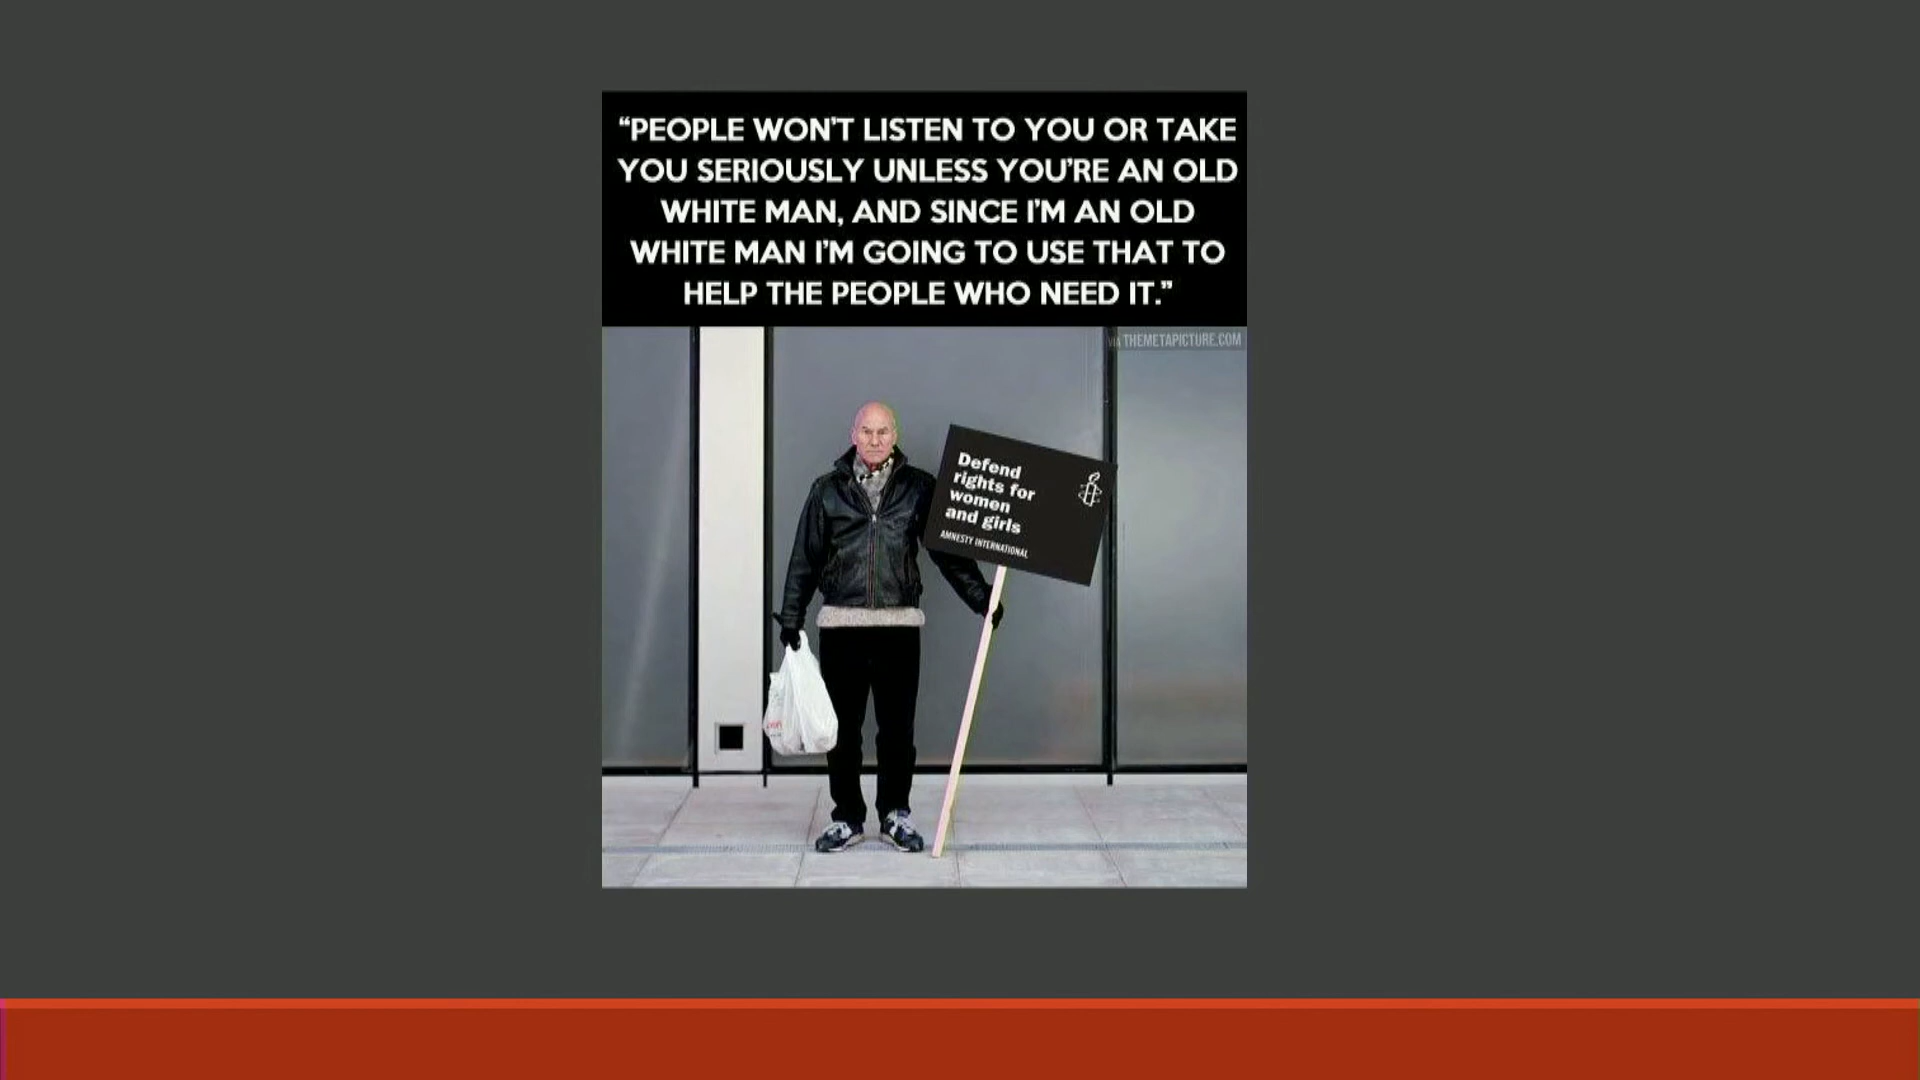 “PEOPLE WON’T LISTEN TO YOU OR TAKE
YOU SERIOUSLY UNLESS YOU’RE AN OLD
WHITE MAN, AND SINCE I’M AN OLD
WHITE MAN I’M GOING TO USE THAT TO
HELP THE PEOPLE WHO NEED IT.”
VIA THEMETAPICTURE.COM
Defend
rights for
women
and girls
AMNESTY INTERNATIONAL